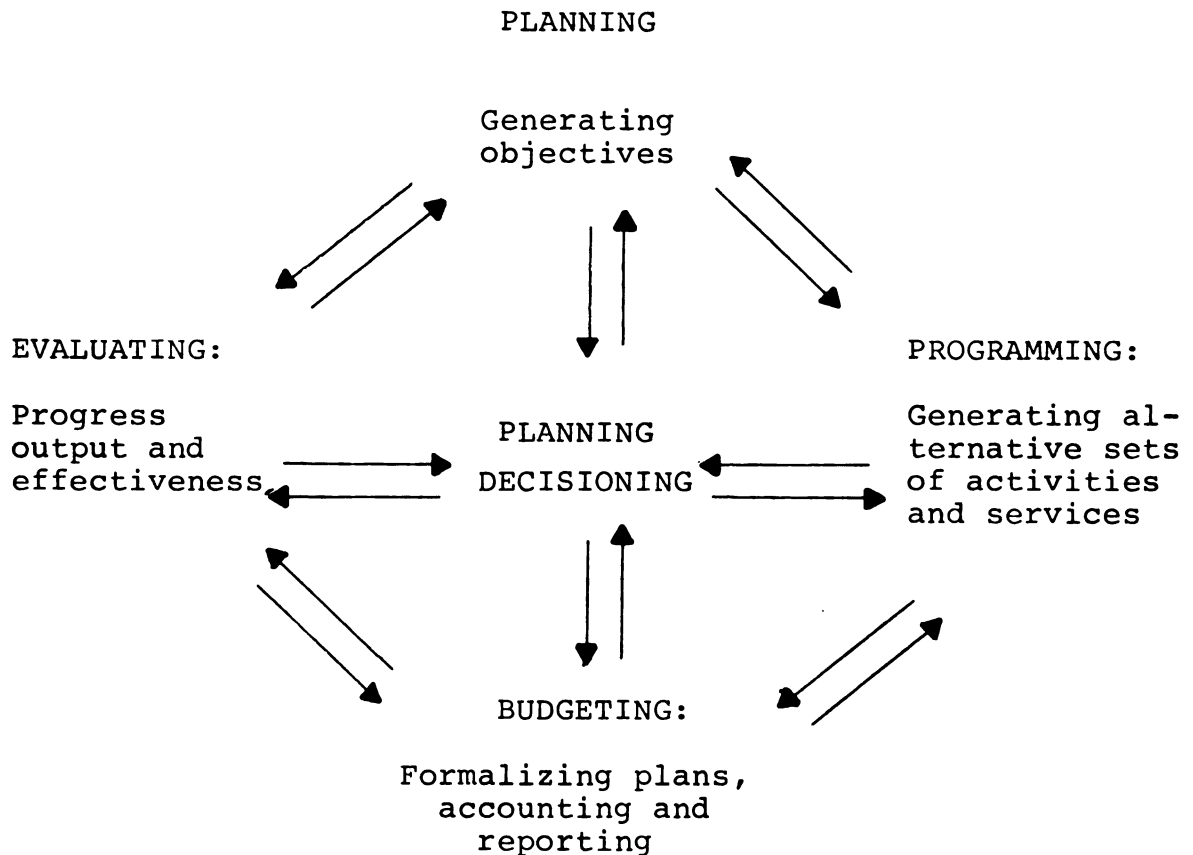 PLANNING
Generating
objectives
EVALUATING:
Progress
output and
effectiveness
PLANNING
DECISIONING
PROGRAMMING:
Generating al-
ternative sets
of activities
and services
BUDGETING:
Formalizing plans,
accounting and
reporting